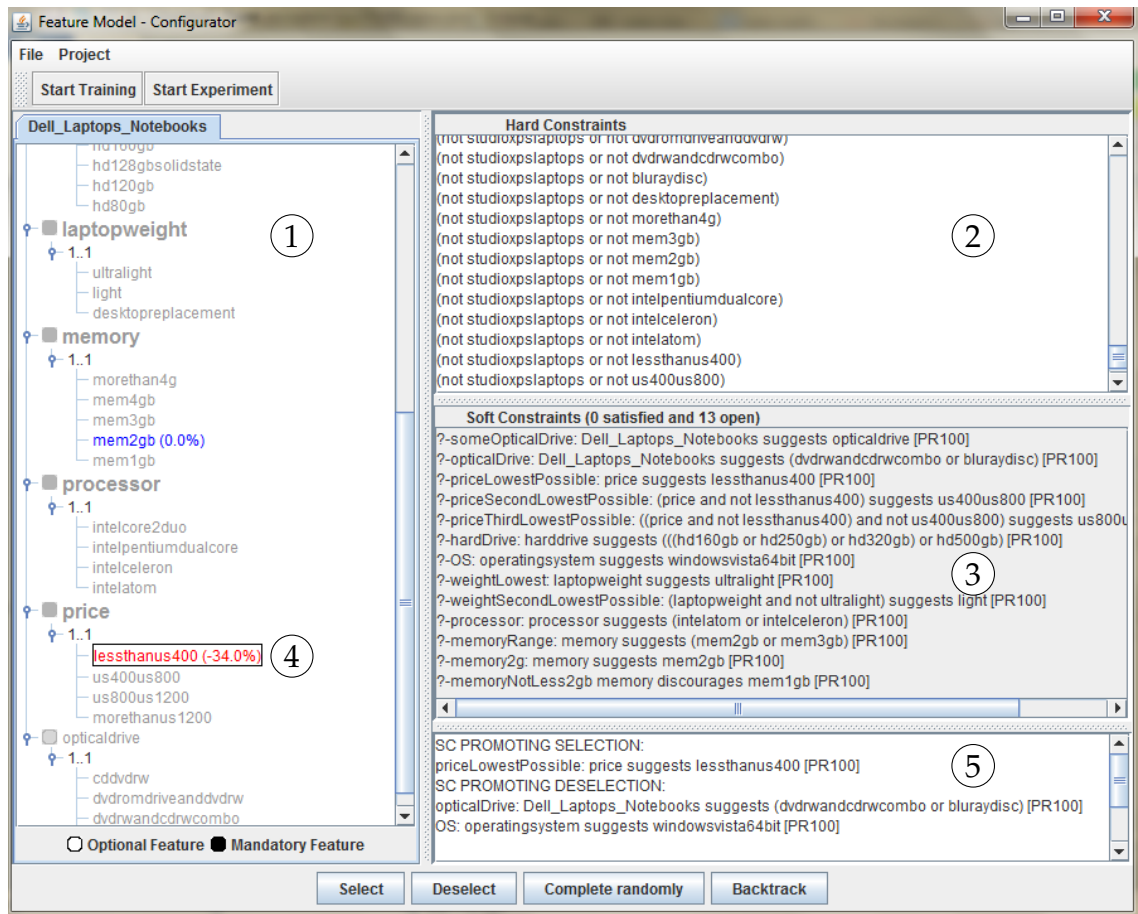 Feature Model - Configurator
File Project
Start Training Start Experiment
Dell_Laptops_Notebooks
hd160gb
hd128gbsolidstate
hd120gb
hd80gb
laptopweight
1..1
ultralight
light
desktopreplacement
memory
1..1
morethan4g
mem4gb
mem3gb
mem2gb (0.0%)
mem1gb
processor
1..1
intelcore2duo
intelpentiumdualcore
intelceleron
intelatom
price
1..1
lessthanus400 (-34.0%)
us400us800
us800us1200
morethanus1200
opticaldrive
1..1
cddvdrw
dvdromdriveanddvdrw
dvdrwandcdrwcombo
Optional Feature Mandatory Feature
1
4
Hard Constraints
(not studioxpslaptops or not dvdromdriveanddvdrw)
(not studioxpslaptops or not dvdrwandcdrwcombo)
(not studioxpslaptops or not bluraydisc)
(not studioxpslaptops or not desktopreplacement)
(not studioxpslaptops or not morethan4g)
(not studioxpslaptops or not mem3gb)
(not studioxpslaptops or not mem2gb)
(not studioxpslaptops or not mem1gb)
(not studioxpslaptops or not intelpentiumdualcore)
(not studioxpslaptops or not intelceleron)
(not studioxpslaptops or not intelatom)
(not studioxpslaptops or not lessthanus400)
(not studioxpslaptops or not us400us800)
2
Soft Constraints (0 satisfied and 13 open)
?-someOpticalDrive: Dell_Laptops_Notebooks suggests opticaldrive [PR100]
?-opticalDrive: Dell_Laptops_Notebooks suggests (dvdrwandcdrwcombo or bluraydisc) [PR100]
?-priceLowestPossible: price suggests lessthanus400 [PR100]
?-priceSecondLowestPossible: (price and not lessthanus400) suggests us400us800 [PR100]
?-priceThirdLowestPossible: ((price and not lessthanus400) and not us400us800) suggests us800u
?-hardDrive: harddrive suggests (((hd160gb or hd250gb) or hd320gb) or hd500gb) [PR100]
?-OS: operatingsystem suggests windowsvista64bit [PR100]
?-weightLowest: laptopweight suggests ultralight [PR100]
?-weightSecondLowestPossible: (laptopweight and not ultralight) suggests light [PR100]
?-processor: processor suggests (intelatom or intelceleron) [PR100]
?-memoryRange: memory suggests (mem2gb or mem3gb) [PR100]
?-memory2g: memory suggests mem2gb [PR100]
?-memoryNotLess2gb memory discourages mem1gb [PR100]
3
SC PROMOTING SELECTION:
priceLowestPossible: price suggests lessthanus400 [PR100]
SC PROMOTING DESELECTION:
opticalDrive: Dell_Laptops_Notebooks suggests (dvdrwandcdrwcombo or bluraydisc) [PR100]
OS: operatingsystem suggests windowsvista64bit [PR100]
5
Select Deselect Complete randomly Backtrack